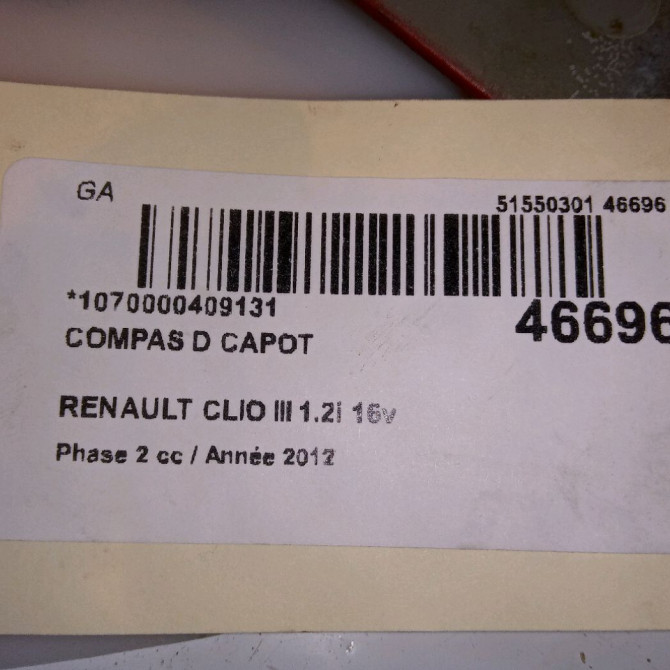 GA
51550301 46696
*1070000409131
46696
COMPAS D CAPOT
RENAULT CLIO III 1.2i 16v
Phase 2 cc / Année 2012